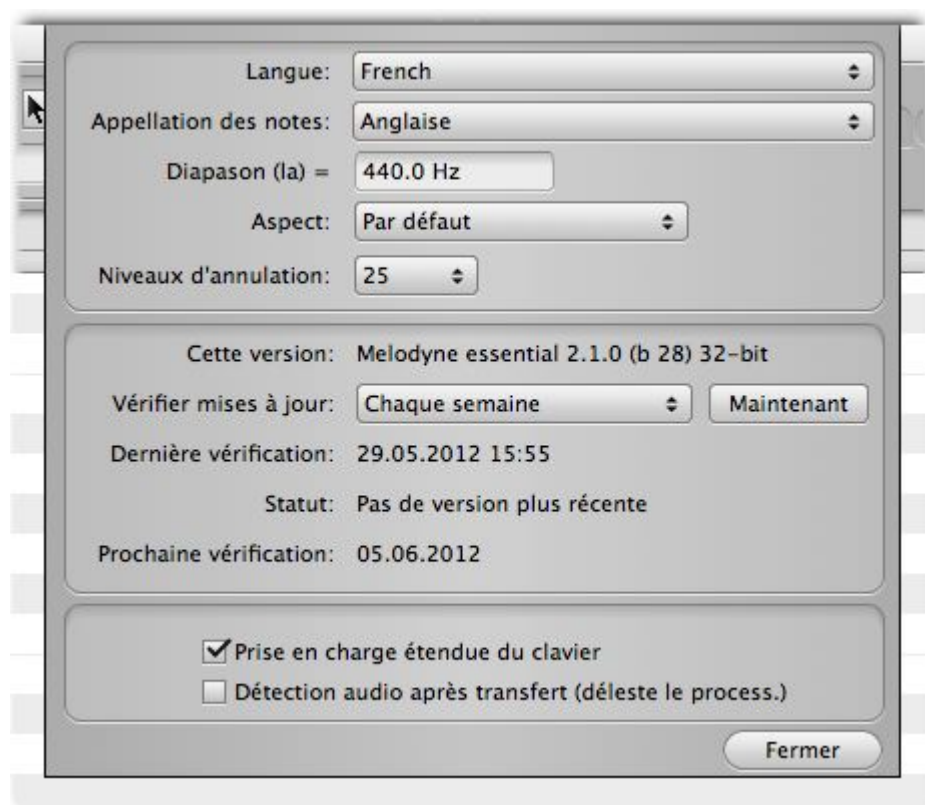 Langue: French
Appellation des notes: Anglaise
Diapason (la) = 440.0 Hz
Aspect: Par défaut
Niveaux d'annulation: 25
Cette version: Melodyne essential 2.1.0 (b 28) 32-bit
Vérifier mises à jour: Chaque semaine Maintenant
Dernière vérification: 29.05.2012 15:55
Statut: Pas de version plus récente
Prochaine vérification: 05.06.2012
Prise en charge étendue du clavier
Détection audio après transfert (déleste le process.)
Fermer